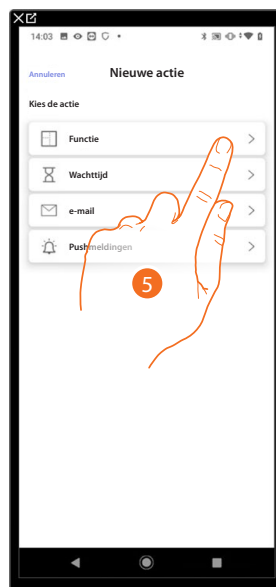 14:03
Annuleren Nieuwe actie
Kies de actie
Functie
Wachttijd
e-mail
Pushmeldingen
5